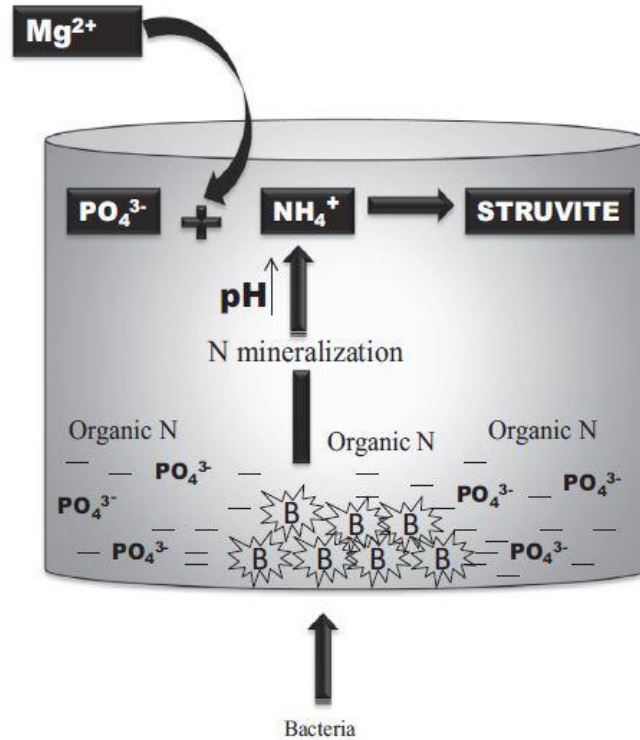 Mg²⁺
PO₄³⁻ + NH₄⁺ STRUVITE
pH
N mineralization
Organic N
Organic N Organic N
PO₄³⁻
PO₄³⁻ PO₄³⁻
PO₄³⁻
B B B
PO₄³⁻ B B B B PO₄³⁻
Bacteria